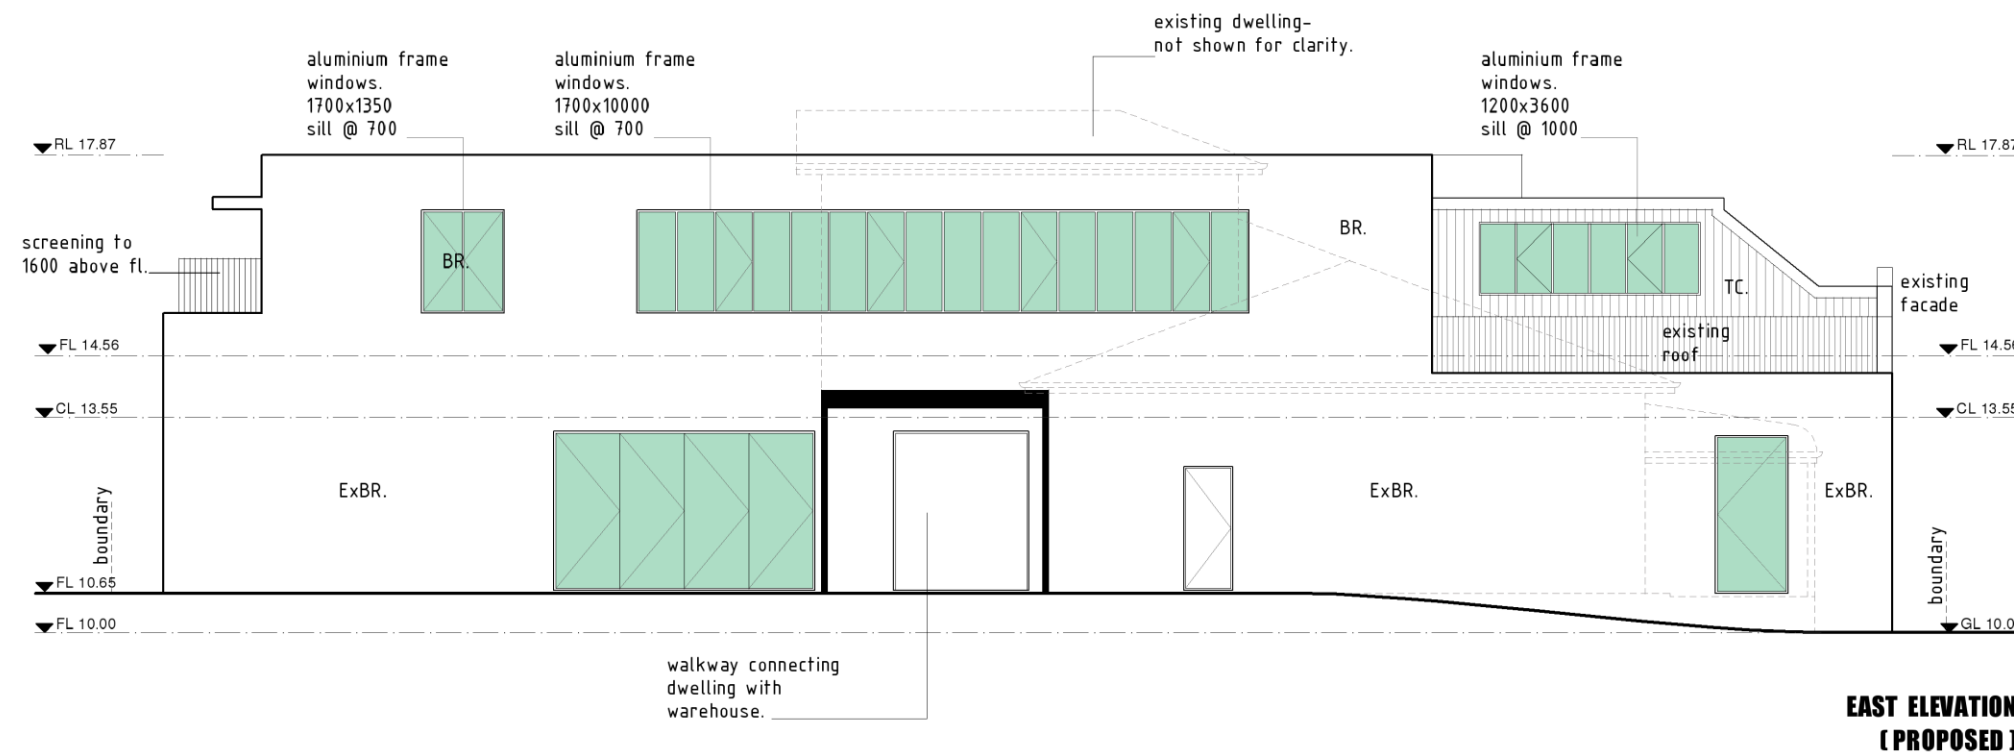 existing dwelling-
not shown for clarity.
aluminium frame
windows.
1700x1350
sill @ 700
aluminium frame
windows.
1700x10000
sill @ 700
aluminium frame
windows.
1200x3600
sill @ 1000
RL 17.87
RL 17.87
screening to
1600 above fl.
BR.
BR.
TC.
existing
facade
existing
roof
FL 14.56
FL 14.56
CL 13.55
CL 13.55
ExBR.
ExBR.
ExBR.
boundary
boundary
FL 10.65
FL 10.00
GL 10.0
walkway connecting
dwelling with
warehouse.
EAST ELEVATION
( PROPOSED )